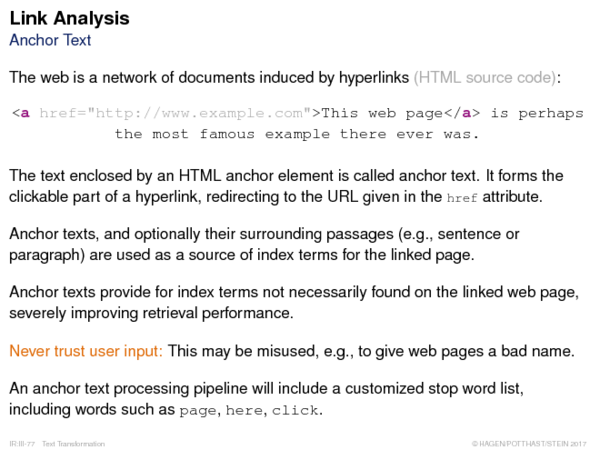 Link Analysis
Anchor Text
The web is a network of documents induced by hyperlinks (HTML source code):
<a href="http://www.example.com">This web page</a> is perhaps
the most famous example there ever was.
The text enclosed by an HTML anchor element is called anchor text. It forms the
clickable part of a hyperlink, redirecting to the URL given in the href attribute.
Anchor texts, and optionally their surrounding passages (e.g., sentence or
paragraph) are used as a source of index terms for the linked page.
Anchor texts provide for index terms not necessarily found on the linked web page,
severely improving retrieval performance.
Never trust user input: This may be misused, e.g., to give web pages a bad name.
An anchor text processing pipeline will include a customized stop word list,
including words such as page, here, click.
IR:III-77 Text Transformation © HAGEN/POTTHAST/STEIN 2017